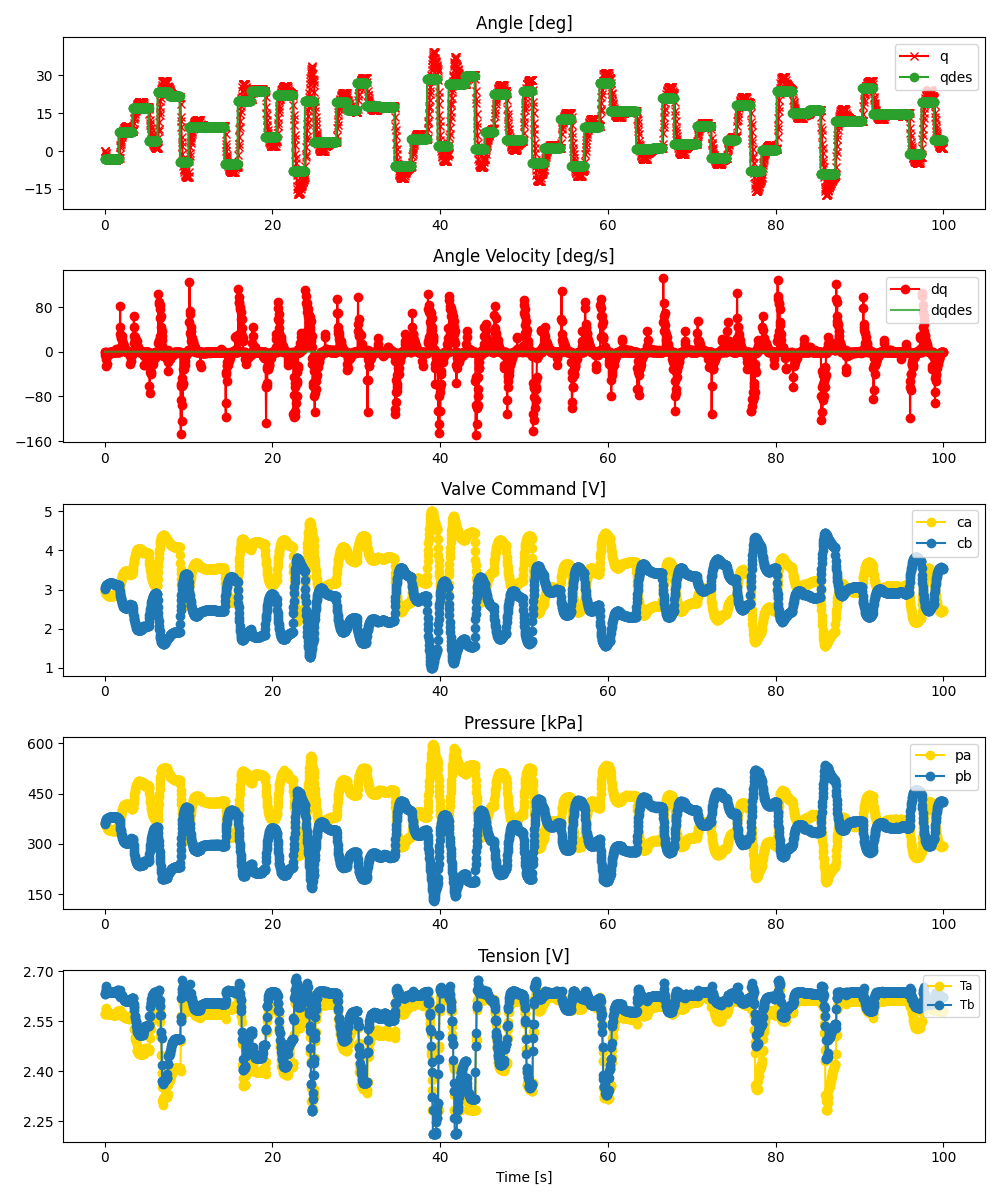 Angle [deg]
30
15
0
−15
q
qdes
0 20 40 60 80 100
Angle Velocity [deg/s]
80
0
−80
−160
dq
dqdes
0 20 40 60 80 100
Valve Command [V]
5
4
3
2
1
ca
cb
0 20 40 60 80 100
Pressure [kPa]
600
450
300
150
pa
pb
0 20 40 60 80 100
Tension [V]
2.70
2.55
2.40
2.25
Ta
Tb
0 20 40 60 80 100
Time [s]